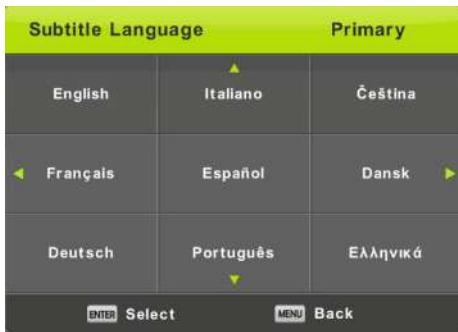 Subtitle Language Primary
English Italiano Čeština
Français Español Dansk
Deutsch Português Ελληνικά
ENTER Select MENU Back